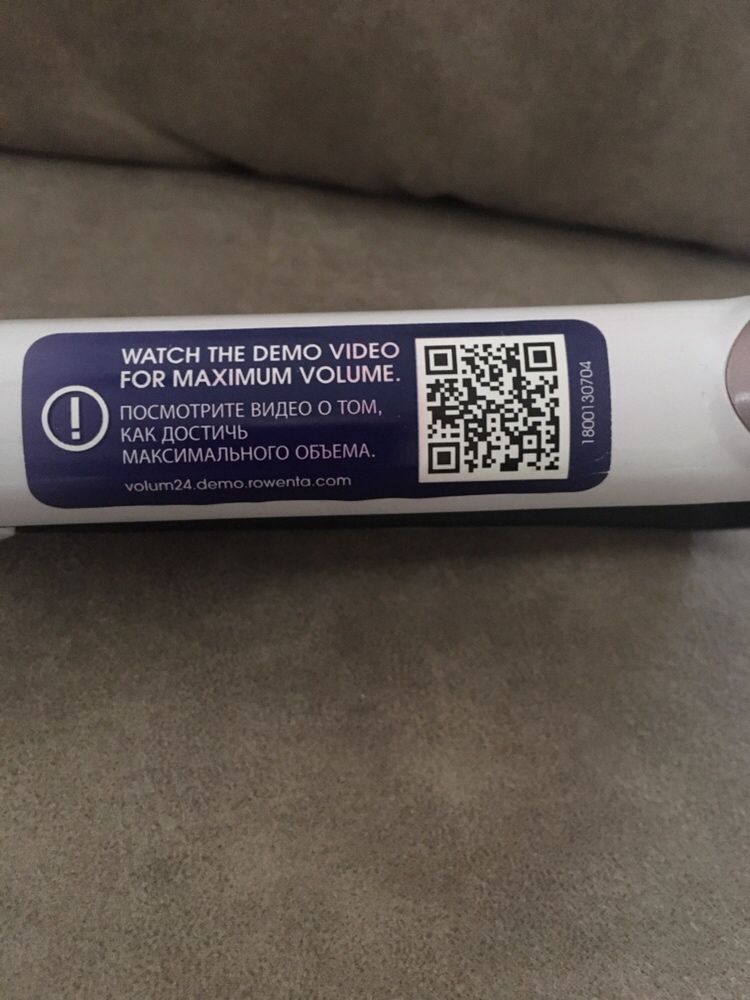 WATCH THE DEMO VIDEO
FOR MAXIMUM VOLUME.
ПОСМОТРИТЕ ВИДЕО О ТОМ,
КАК ДОСТИЧЬ
МАКСИМАЛЬНОГО ОБЪЕМА.
volum24.demo.rowenta.com
1800130704